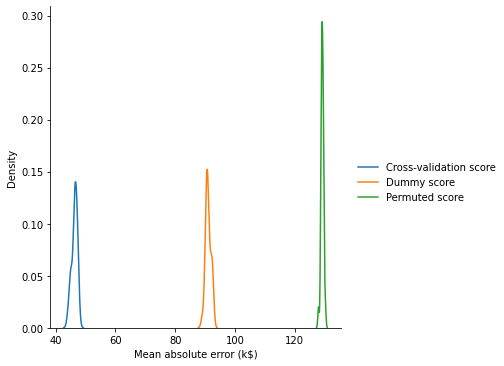 0.30
0.25
0.20
0.15
0.10
0.05
0.00
Density
40 60 80 100 120
Mean absolute error (k$)
Cross-validation score
Dummy score
Permuted score